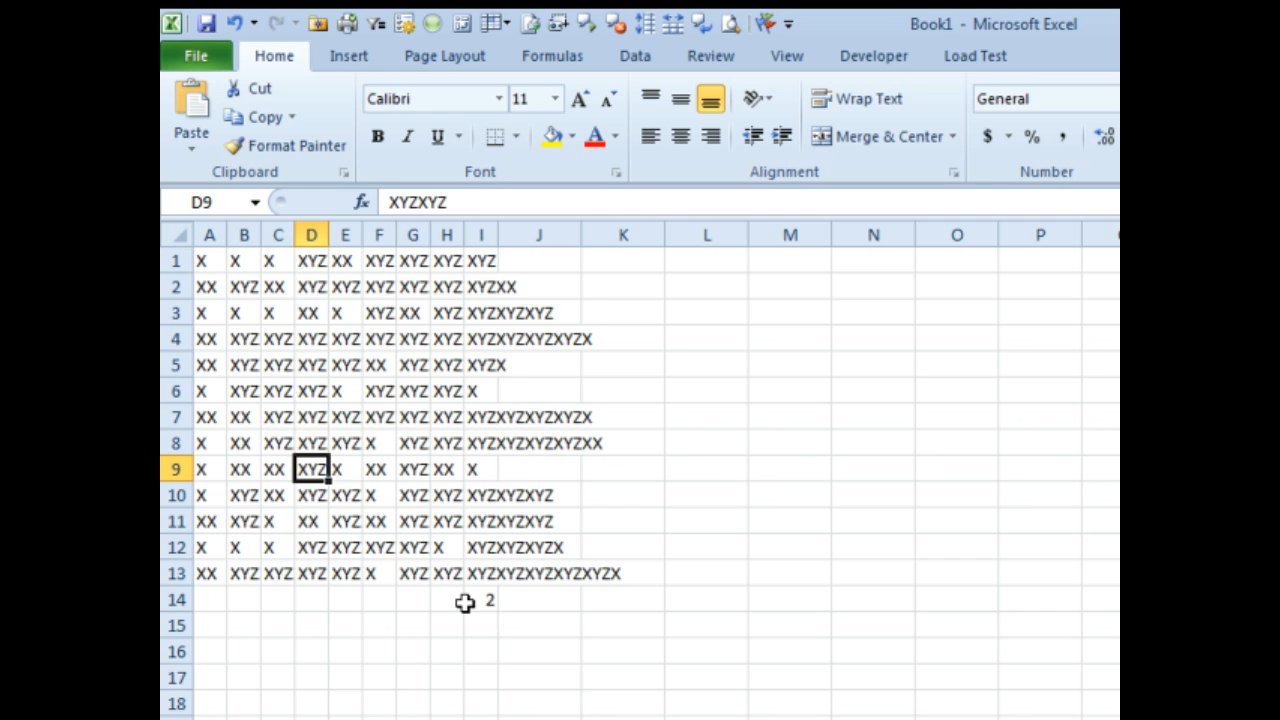 Book1 - Microsoft Excel
File Home Insert Page Layout Formulas Data Review View Developer Load Test
Cut
Calibri 11 A A Wrap Text General
Copy
Paste
Format Painter B I U A Merge & Center $ % , .00
Clipboard Font Alignment Number
D9 fx XYZXYZ
A B C D E F G H I J K L M N O P
1 X X X XYZ XX XYZ XYZ XYZ XYZ
2 XX XYZ XX XYZ XYZ XYZ XYZ XYZ XYZXX
3 X X X XX X XYZ XX XYZ XYZXYZXYZ
4 XX XYZ XYZ XYZ XYZ XYZ XYZ XYZ XYZXYZXYZXYZX
5 XX XYZ XYZ XYZ XYZ XX XYZ XYZ XYZX
6 X XYZ XYZ XYZ X XYZ XYZ XYZ X
7 XX XX XYZ XYZ XYZ XYZ XYZ XYZ XYZXYZXYZXYZX
8 X XX XYZ XYZ XYZ X XYZ XYZ XYZXYZXYZXYZXX
9 X XX XX XYZ X XX XYZ XX X
10 X XYZ XX XYZ XYZ X XYZ XYZ XYZXYZXYZ
11 XX XYZ X XX XYZ XX XYZ XYZ XYZXYZXYZ
12 X X X XYZ XYZ XYZ XYZ X XYZXYZXYZX
13 XX XYZ XYZ XYZ XYZ X XYZ XYZ XYZXYZXYZXYZXYZX
14 2
15
16
17
18